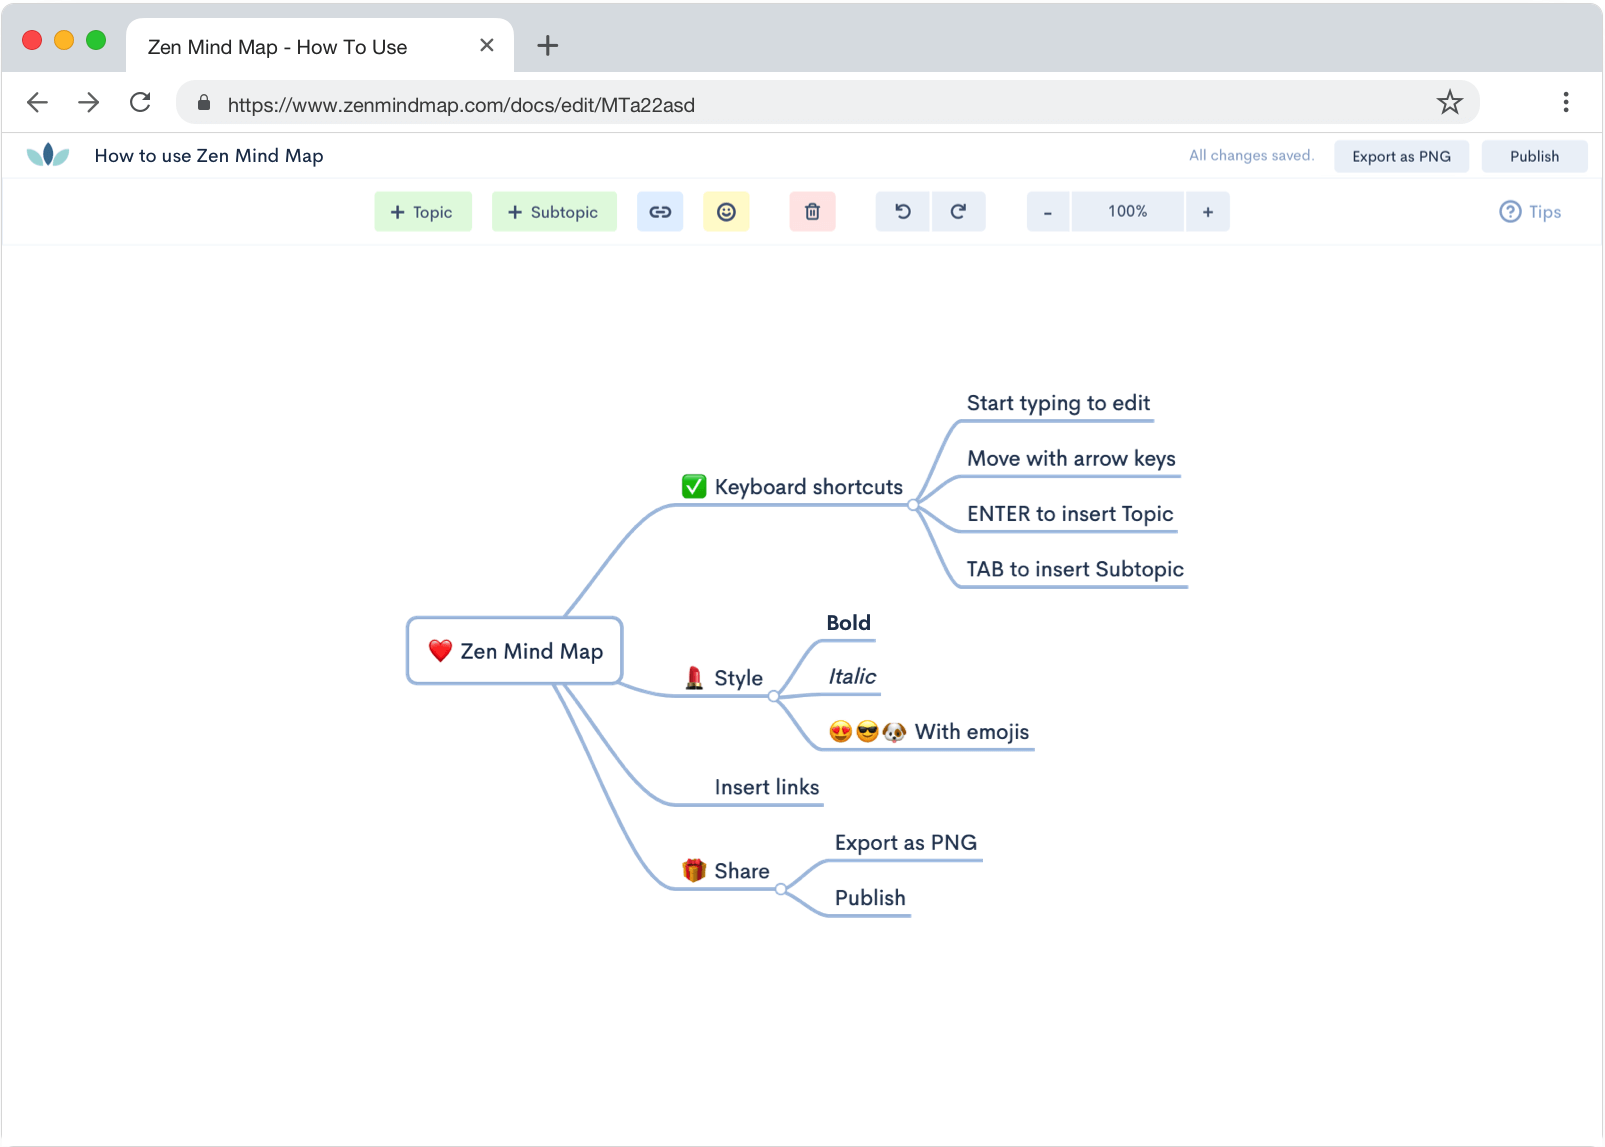 Zen Mind Map - How To Use
https://www.zenmindmap.com/docs/edit/MTa22asd
How to use Zen Mind Map
All changes saved.
Export as PNG
Publish
+ Topic
+ Subtopic
-
100%
+
? Tips
❤️ Zen Mind Map
✅ Keyboard shortcuts
Start typing to edit
Move with arrow keys
ENTER to insert Topic
TAB to insert Subtopic
💄 Style
Bold
Italic
😍😎🐶 With emojis
Insert links
🎁 Share
Export as PNG
Publish